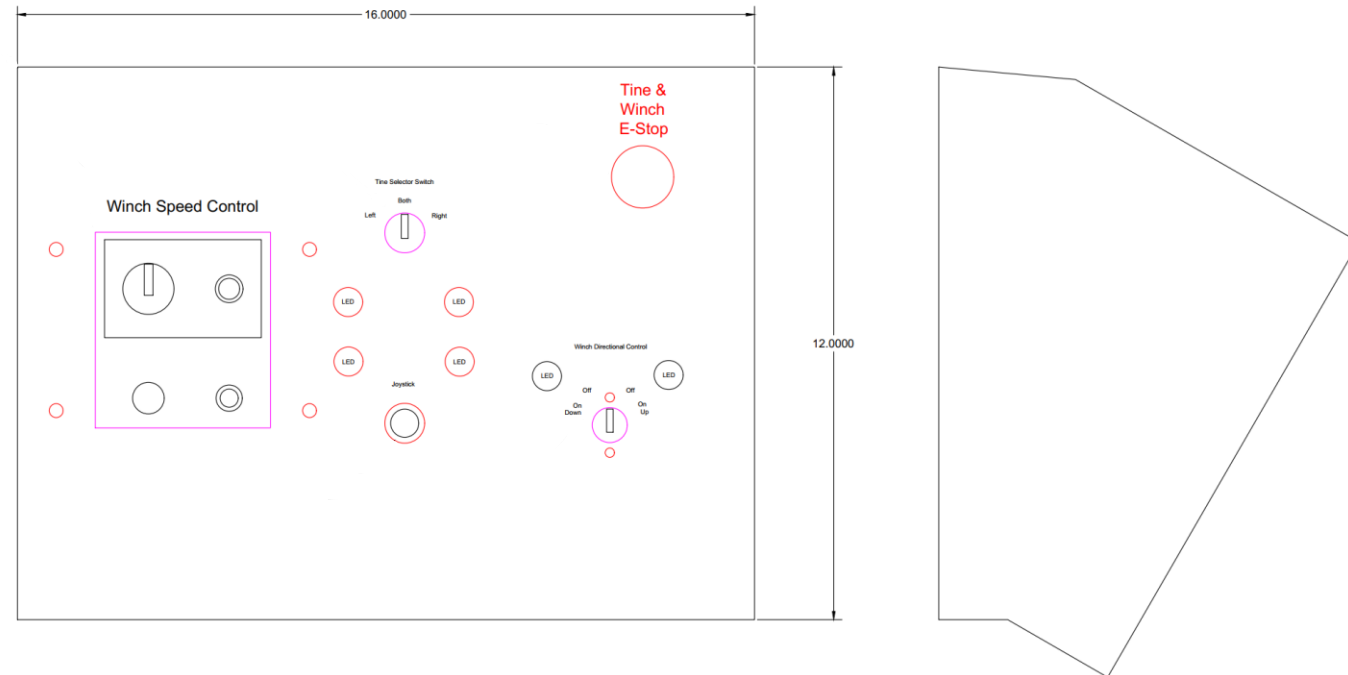 16.0000
Tine &
Winch
E-Stop
Tine Selector Switch
Both
Left
Right
Winch Speed Control
LED
LED
LED
LED
12.0000
Winch Directional Control
LED
LED
Joystick
Off
Off
On
Down
On
Up